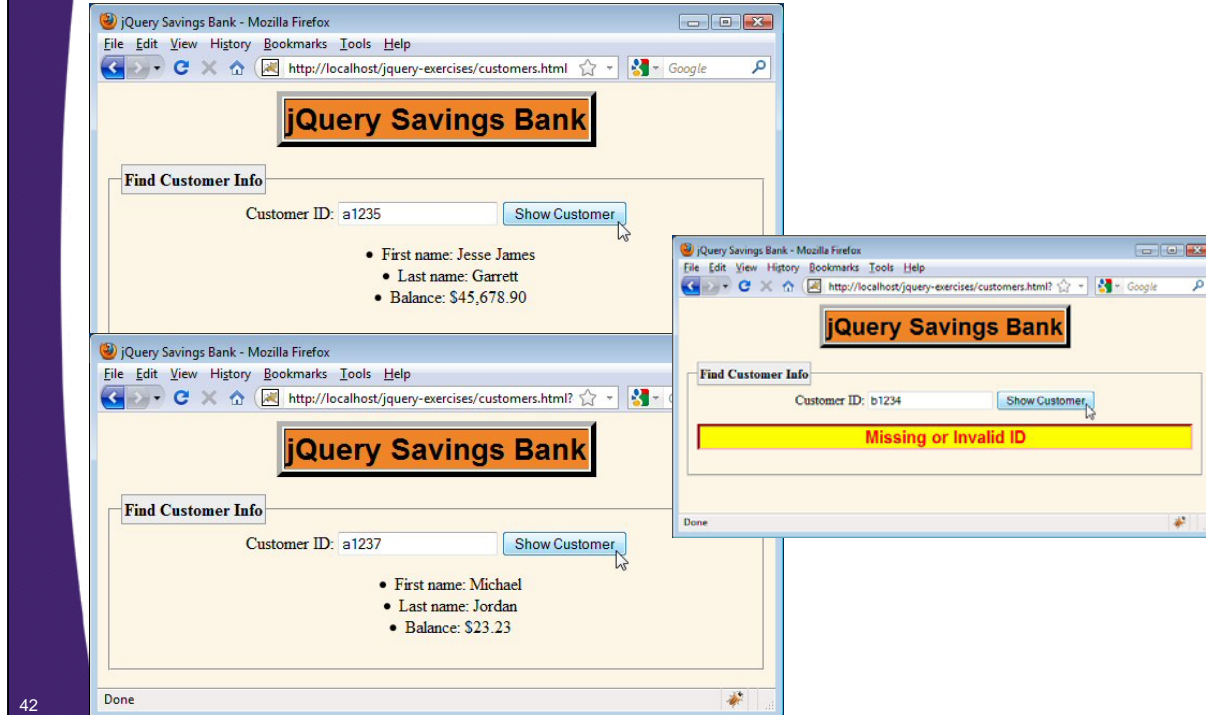 jQuery Savings Bank - Mozilla Firefox
File Edit View History Bookmarks Tools Help
http://localhost/jquery-exercises/customers.html
Google
jQuery Savings Bank
Find Customer Info
Customer ID: a1235 Show Customer
• First name: Jesse James
• Last name: Garrett
• Balance: $45,678.90
jQuery Savings Bank - Mozilla Firefox
File Edit View History Bookmarks Tools Help
http://localhost/jquery-exercises/customers.html?
jQuery Savings Bank
Find Customer Info
Customer ID: a1237 Show Customer
• First name: Michael
• Last name: Jordan
• Balance: $23.23
Done
jQuery Savings Bank - Mozilla Firefox
File Edit View History Bookmarks Tools Help
http://localhost/jquery-exercises/customers.html?
Google
jQuery Savings Bank
Find Customer Info
Customer ID: b1234 Show Customer
Missing or Invalid ID
Done
42